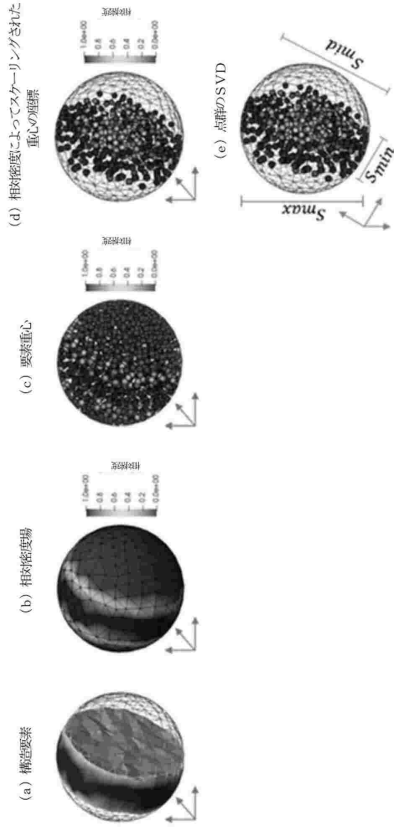 (a) 構造要素
(b) 相対密度場
相対密度
1.0e+00
0.8
0.6
0.4
0.2
0.0e+00
(c) 要素重心
相対密度
1.0e+00
0.8
0.6
0.4
0.2
0.0e+00
(d) 相対密度によってスケーリングされた
重心の座標
相対密度
1.0e+00
0.8
0.6
0.4
0.2
0.0e+00
(e) 点群のSVD
Smax
Smin
Smid